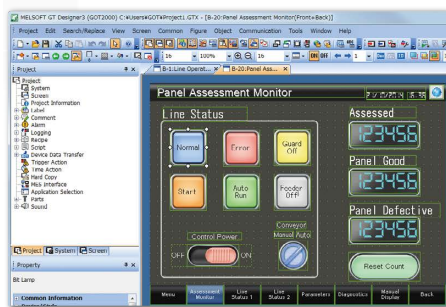 MELSOFT GT Designer3 (GOT2000) C:¥Users¥GOT¥Project1.GTX - [B-20:Panel Assessment Monitor(Front+Back)]
Project Edit Search/Replace View Screen Common Figure Object Communication Tools Window Help
16 100% 16 ON OFF
Project
B-1:Line Operat... B-20:Panel Ass...
Project
System
Screen
Project Information
Label
Comment
Alarm
Logging
Recipe
Script
Device Data Transfer
Trigger Action
Time Action
Hard Copy
MES Interface
Application Selection
Parts
Sound
Project System Screen
Property
Bit Lamp
Common Information
Panel Assessment Monitor
Line Status
Normal Error Guard Off
Start Auto Run Feeder Off
Control Power
OFF ON
Conveyor
Manual Auto
Assessed
123456
Panel Good
123456
Panel Defective
123456
Reset Count
Menu Assessment Monitor Line Status 1 Line Status 2 Parameters Diagnostics Manual Display Back